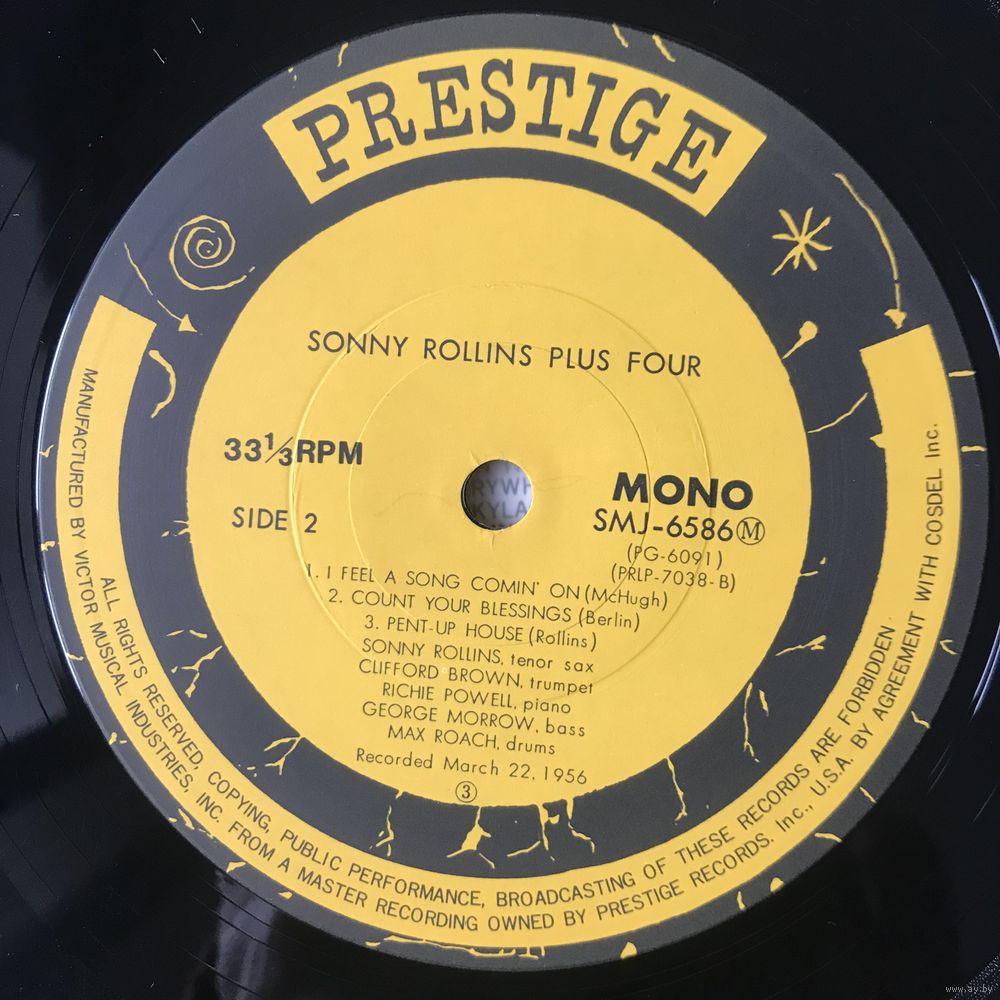 PRESTIGE
SONNY ROLLINS PLUS FOUR
33⅓RPM
SIDE 2
MONO
SMJ-6586Ⓜ
(PG-6091)
(PRLP-7038-B)
1. I FEEL A SONG COMIN' ON (McHugh)
2. COUNT YOUR BLESSINGS (Berlin)
3. PENT-UP HOUSE (Rollins)
SONNY ROLLINS, tenor sax
CLIFFORD BROWN, trumpet
RICHIE POWELL, piano
GEORGE MORROW, bass
MAX ROACH, drums
Recorded March 22, 1956
③
ALL RIGHTS RESERVED, COPYING, PUBLIC PERFORMANCE, BROADCASTING OF THESE RECORDS ARE FORBIDDEN.
MANUFACTURED BY VICTOR MUSICAL INDUSTRIES, INC. FROM A MASTER RECORDING OWNED BY PRESTIGE RECORDS. Inc., U.S.A. BY AGREEMENT WITH COSDEL Inc.
www.ay.by